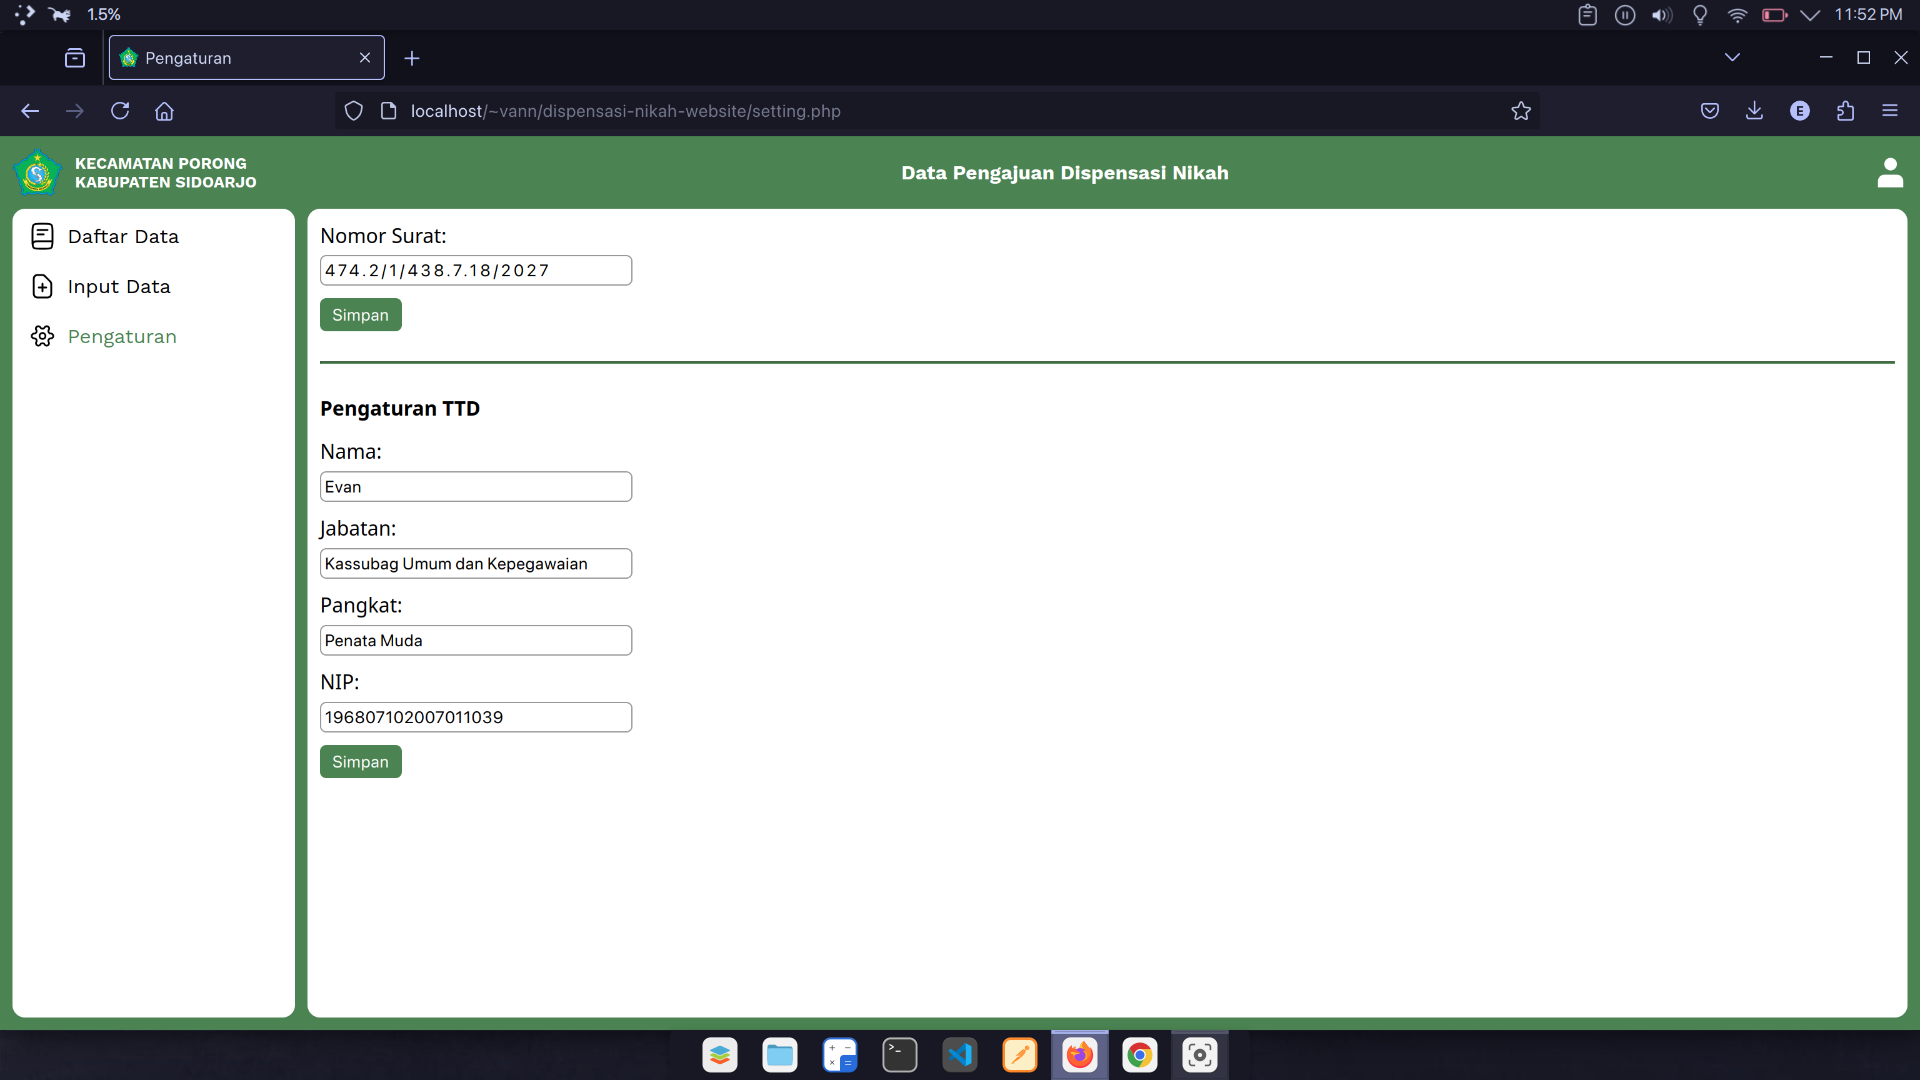 1.5%
11:52 PM
Pengaturan
localhost/~vann/dispensasi-nikah-website/setting.php
E
KECAMATAN PORONG
KABUPATEN SIDOARJO
Data Pengajuan Dispensasi Nikah
Daftar Data
Input Data
Pengaturan
Nomor Surat:
474.2/1/438.7.18/2027
Simpan
Pengaturan TTD
Nama:
Evan
Jabatan:
Kassubag Umum dan Kepegawaian
Pangkat:
Penata Muda
NIP:
196807102007011039
Simpan